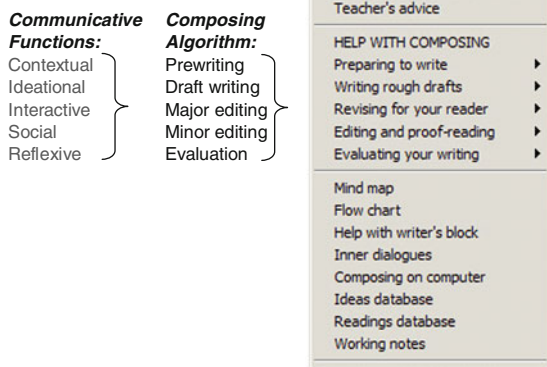 Communicative
Functions:
Contextual
Ideational
Interactive
Social
Reflexive
Composing
Algorithm:
Prewriting
Draft writing
Major editing
Minor editing
Evaluation
Teacher's advice
HELP WITH COMPOSING
Preparing to write
Writing rough drafts
Revising for your reader
Editing and proof-reading
Evaluating your writing
Mind map
Flow chart
Help with writer's block
Inner dialogues
Composing on computer
Ideas database
Readings database
Working notes